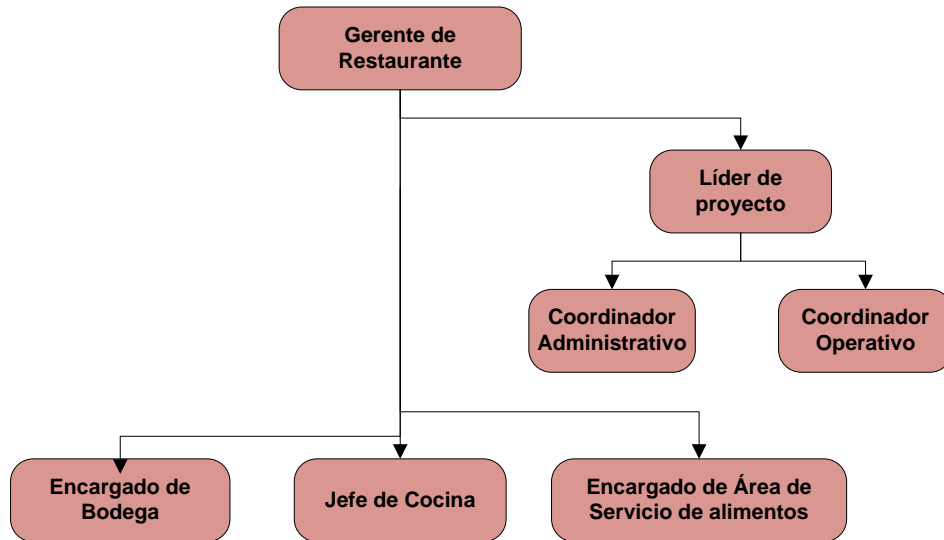 Gerente de
Restaurante
Líder de
proyecto
Coordinador
Administrativo
Coordinador
Operativo
Encargado de
Bodega
Jefe de Cocina
Encargado de Área de
Servicio de alimentos